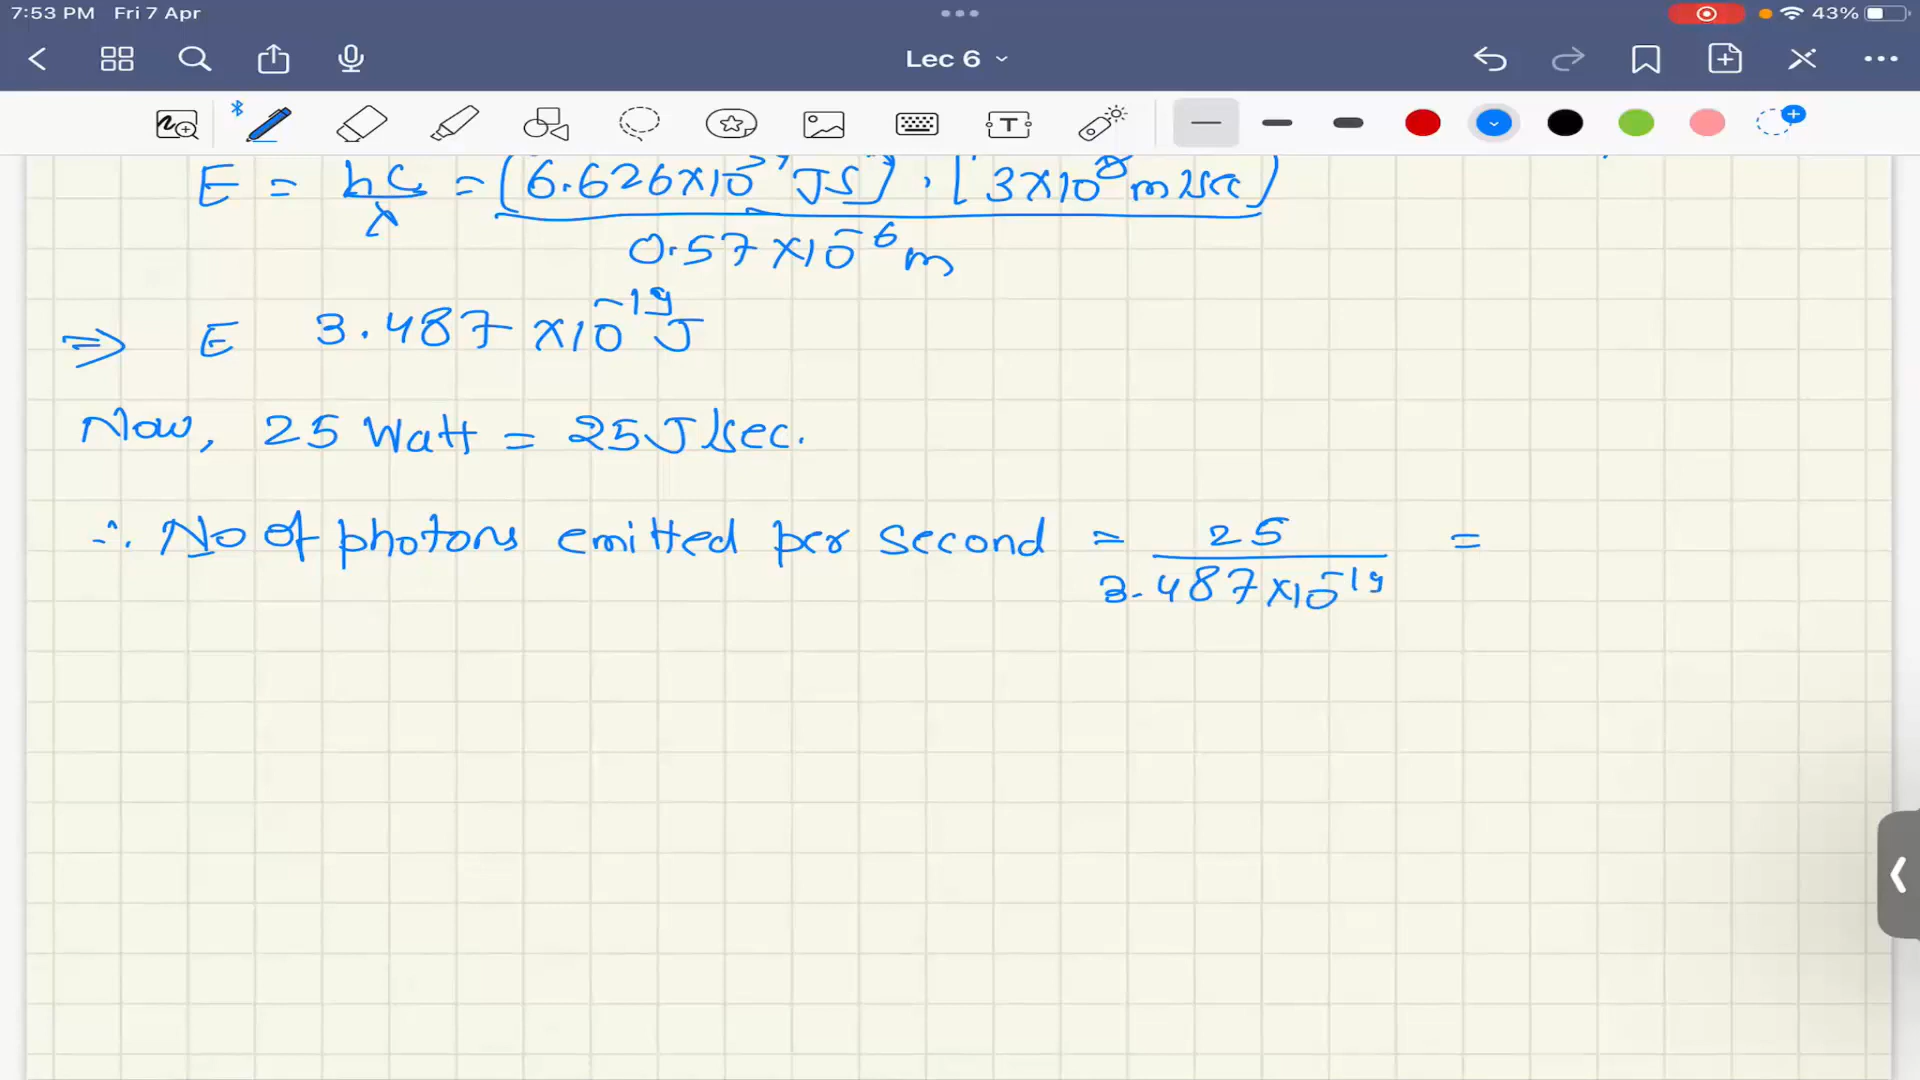 7:53 PM Fri 7 Apr
43%
Lec 6
E = hc/λ = (6.626×10 JS) . (3×10⁸ m/sec)
0.57 ×10⁻⁶ m
⇒ E 3.487 ×10⁻¹⁹ J
Now, 25 Watt = 25 J/sec.
∴ No of photons emitted per second = 25 / 3.487×10⁻¹⁹ =